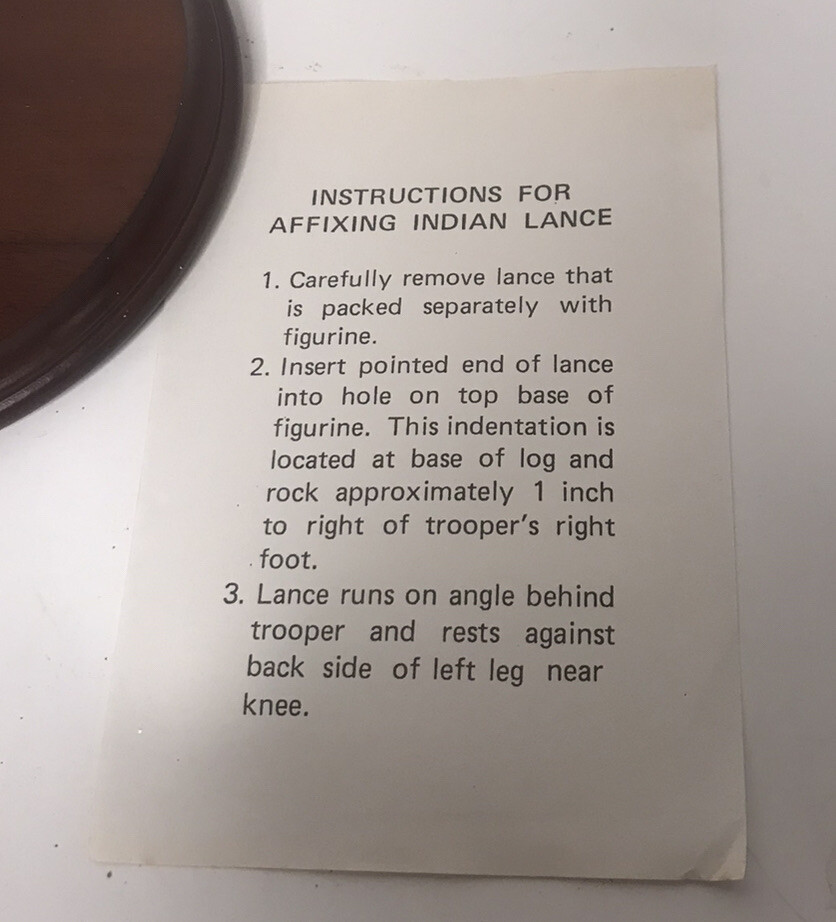 INSTRUCTIONS FOR
AFFIXING INDIAN LANCE
1. Carefully remove lance that
is packed separately with
figurine.
2. Insert pointed end of lance
into hole on top base of
figurine. This indentation is
located at base of log and
rock approximately 1 inch
to right of trooper's right
foot.
3. Lance runs on angle behind
trooper and rests against
back side of left leg near
knee.